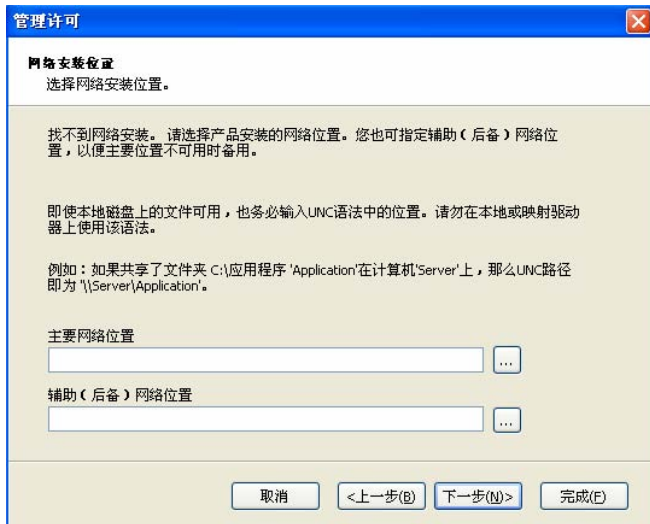 管理许可
网络安装位置
选择网络安装位置。
找不到网络安装。 请选择产品安装的网络位置。您也可指定辅助（后备）网络位
置，以便主要位置不可用时备用。
即使本地磁盘上的文件可用，也务必输入UNC语法中的位置。请勿在本地或映射驱动
器上使用该语法。
例如：如果共享了文件夹 C:\应用程序 'Application'在计算机'Server'上，那么UNC路径
即为 '\\Server\Application'。
主要网络位置
...
辅助（后备）网络位置
...
取消 <上一步(B) 下一步(N)> 完成(F)